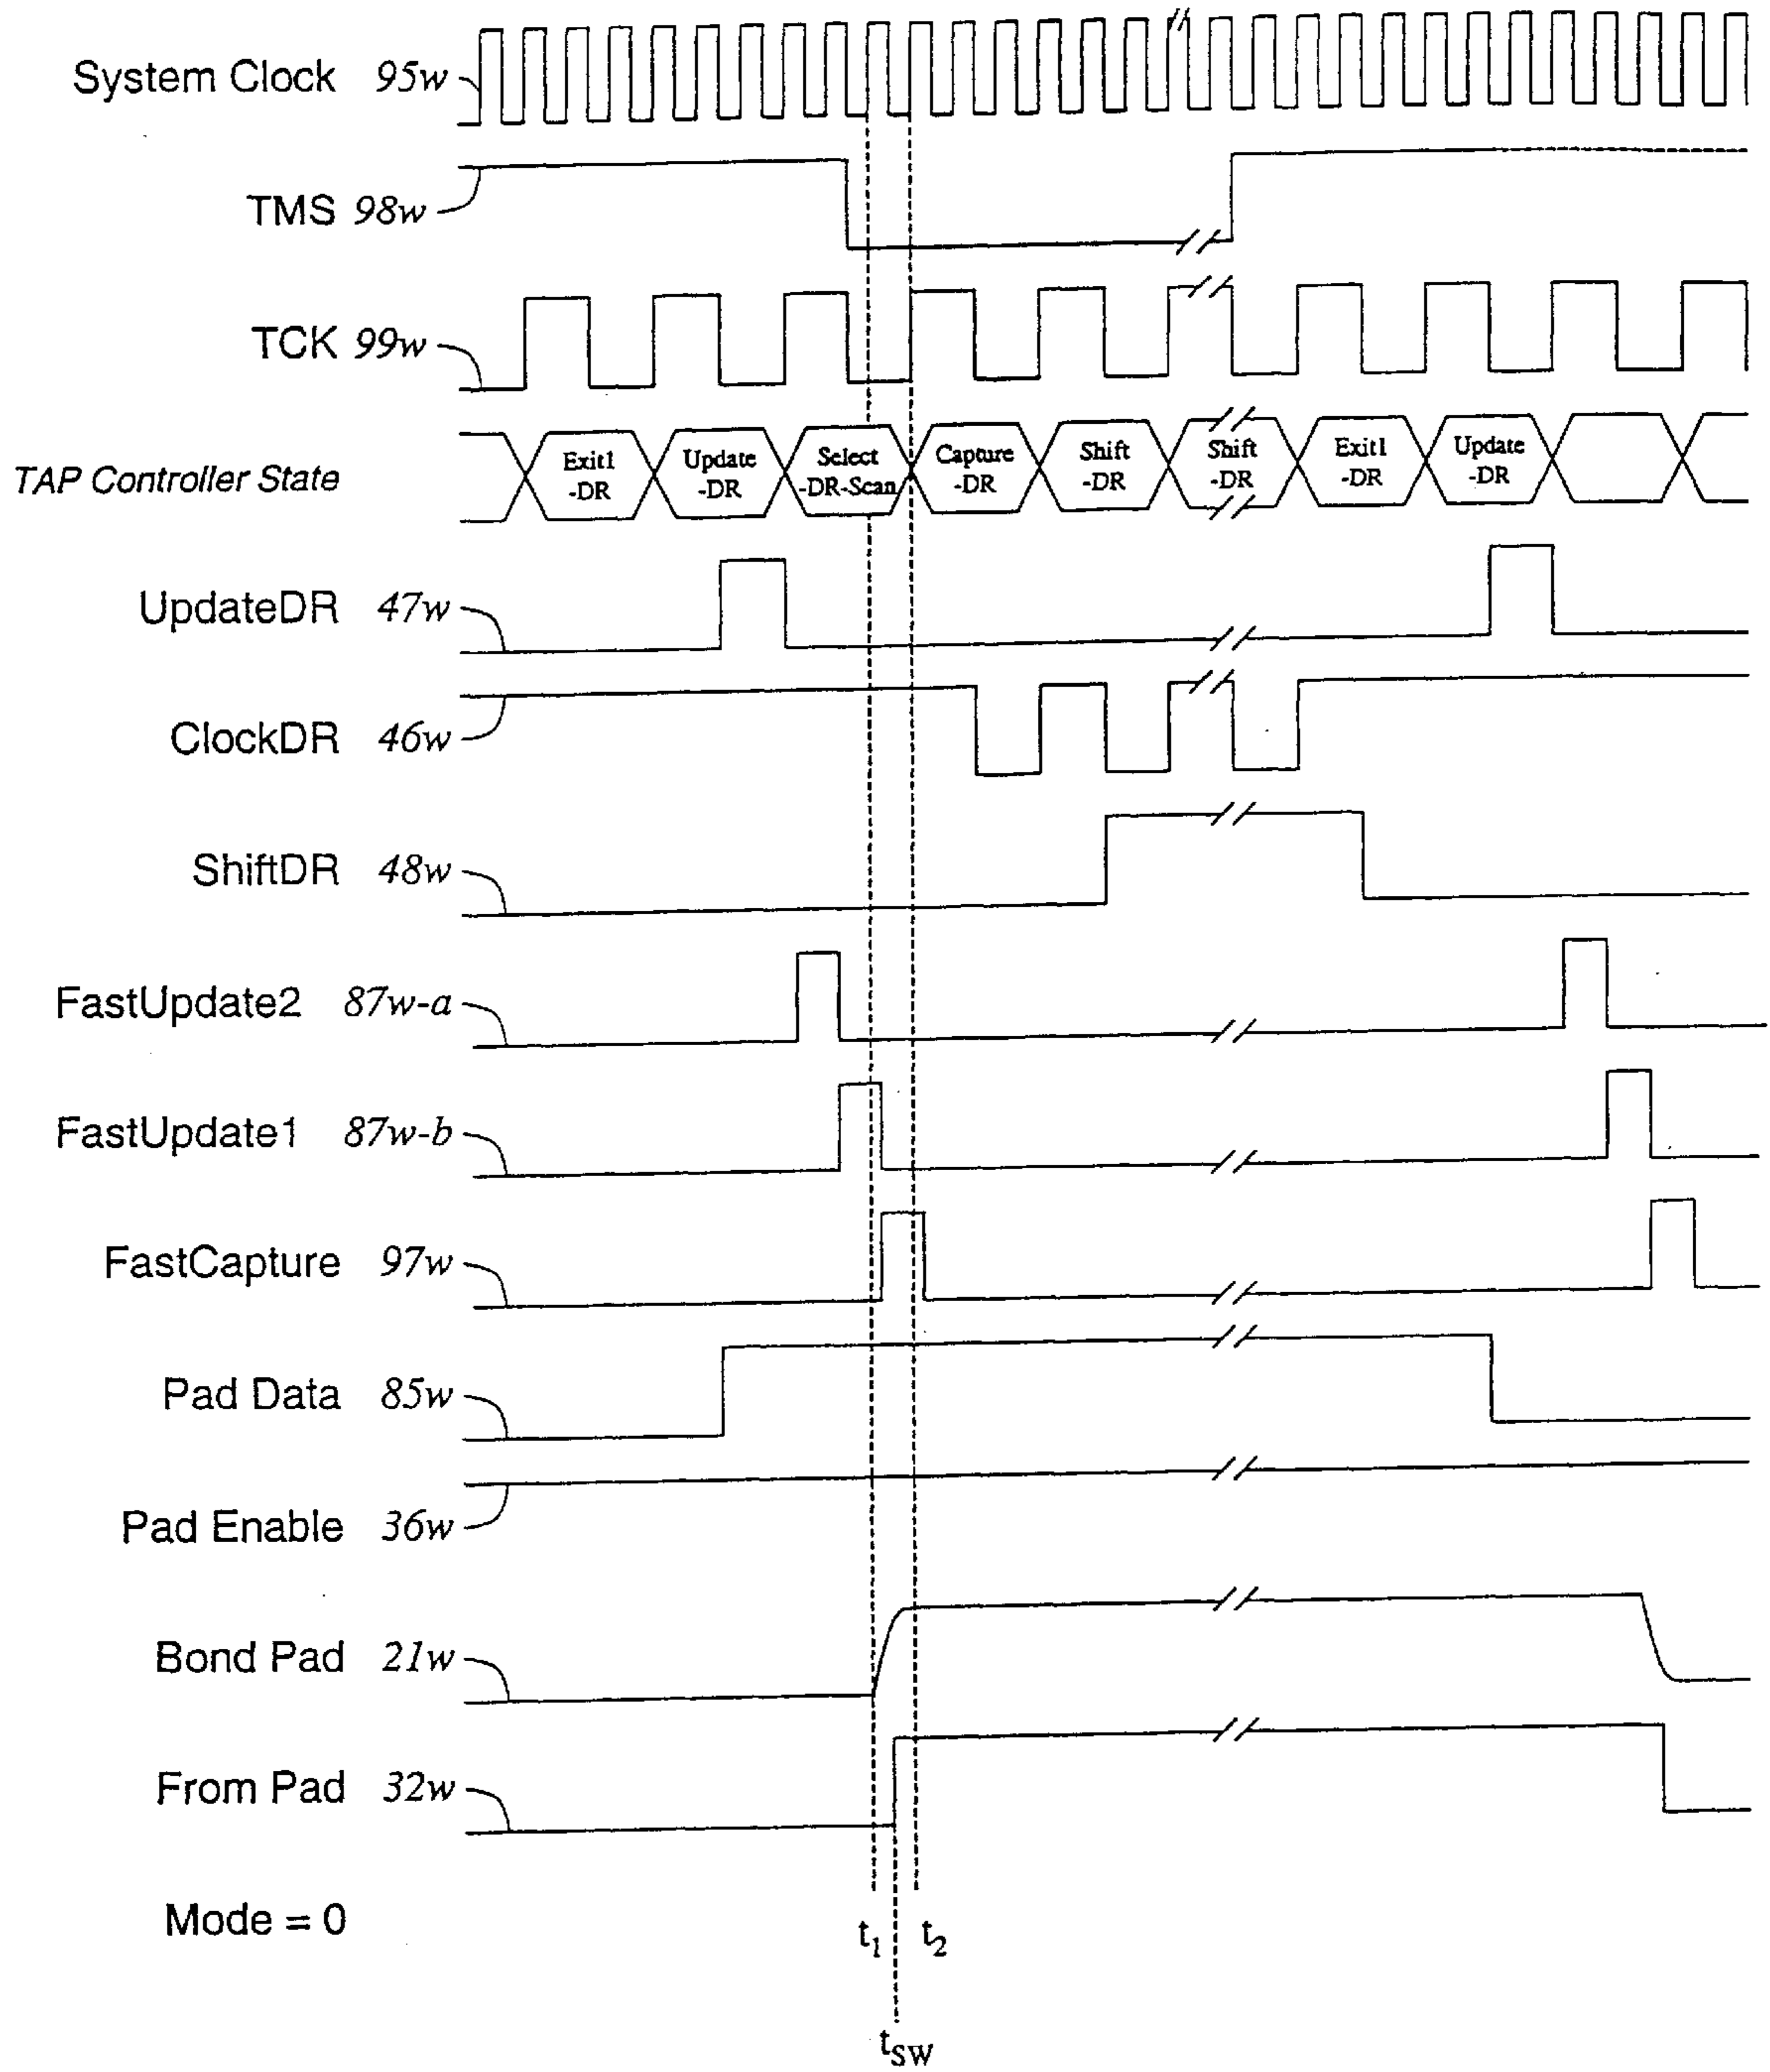 System Clock 95w
TMS 98w
TCK 99w
TAP Controller State
Exit1
-DR
Update
-DR
Select
-DR-Scan
Capture
-DR
Shift
-DR
Shift
-DR
Exit1
-DR
Update
-DR
UpdateDR 47w
ClockDR 46w
ShiftDR 48w
FastUpdate2 87w-a
FastUpdate1 87w-b
FastCapture 97w
Pad Data 85w
Pad Enable 36w
Bond Pad 21w
From Pad 32w
Mode = 0
t1 t2
tSW